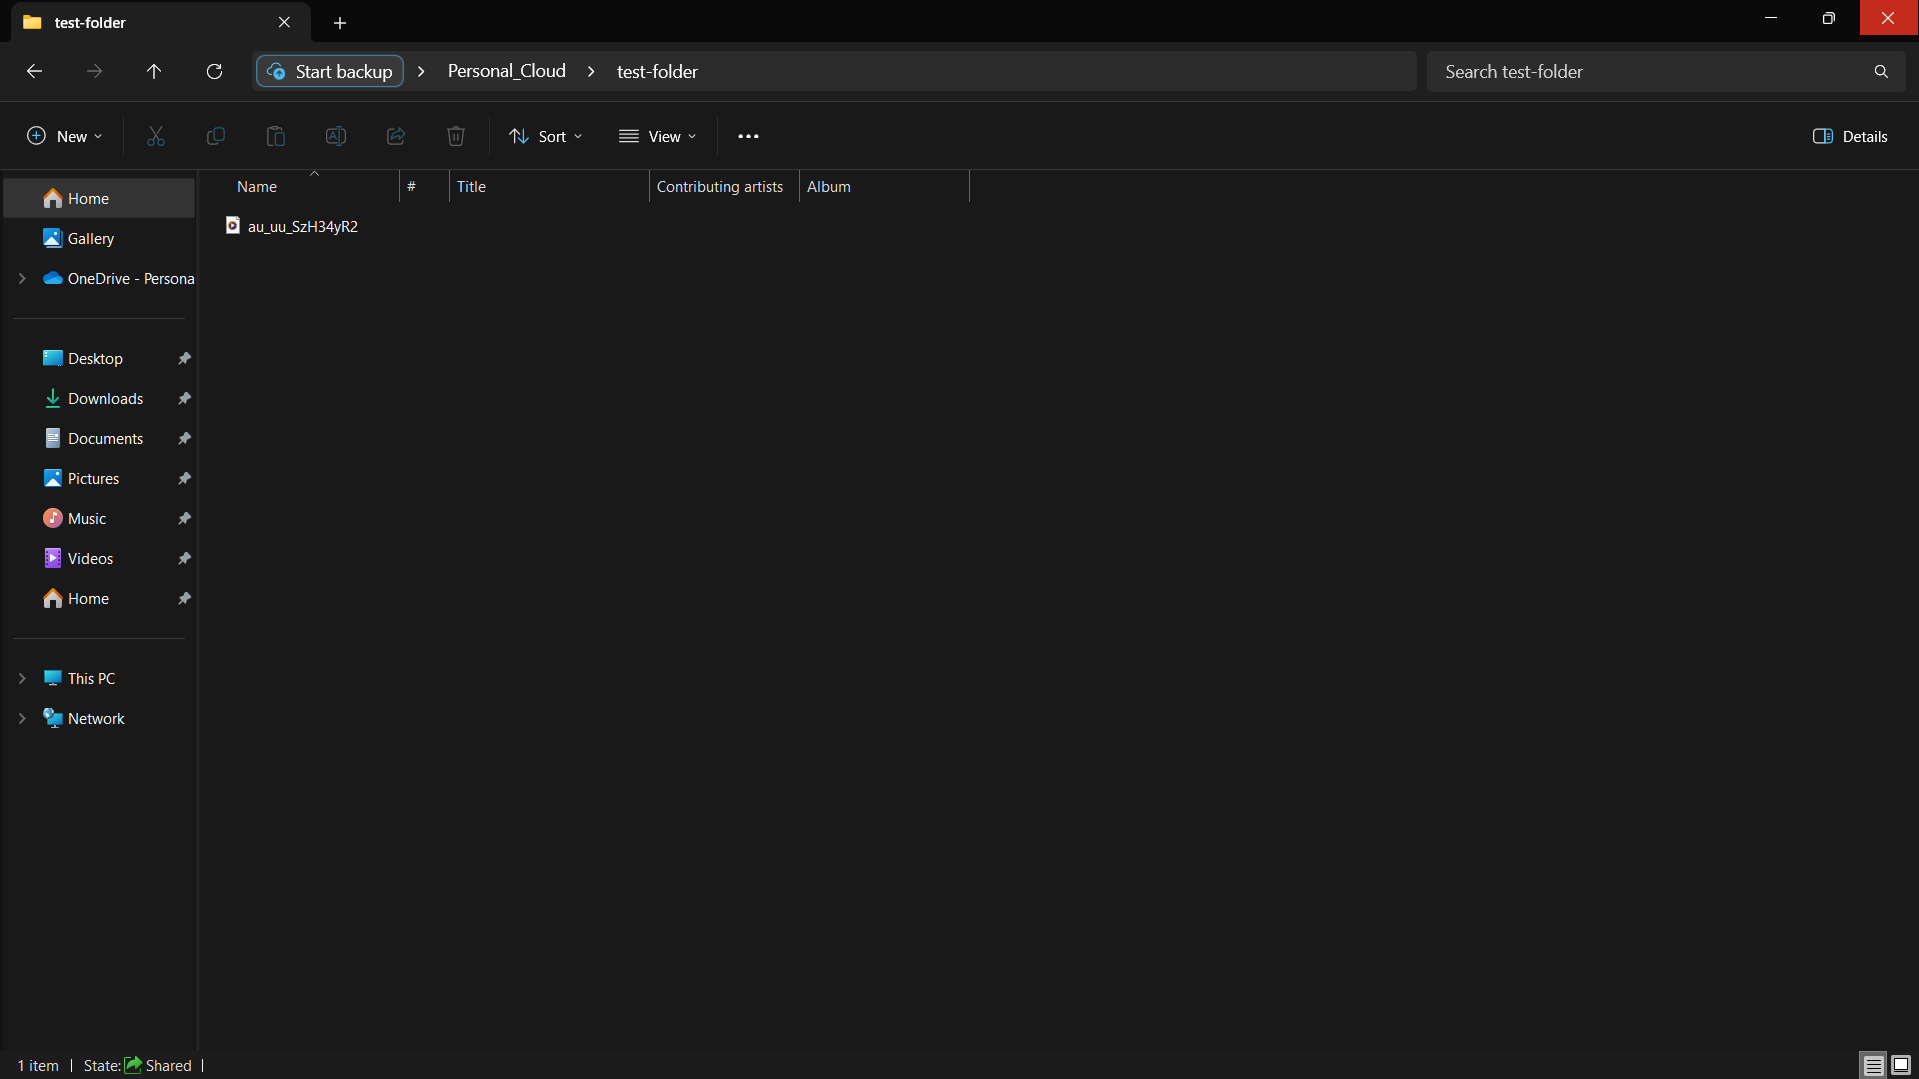 test-folder
Start backup > Personal_Cloud > test-folder
Search test-folder
New
Sort
View
Details
Name
#
Title
Contributing artists
Album
au_uu_SzH34yR2
Home
Gallery
OneDrive - Persona
Desktop
Downloads
Documents
Pictures
Music
Videos
Home
This PC
Network
1 item | State: Shared |